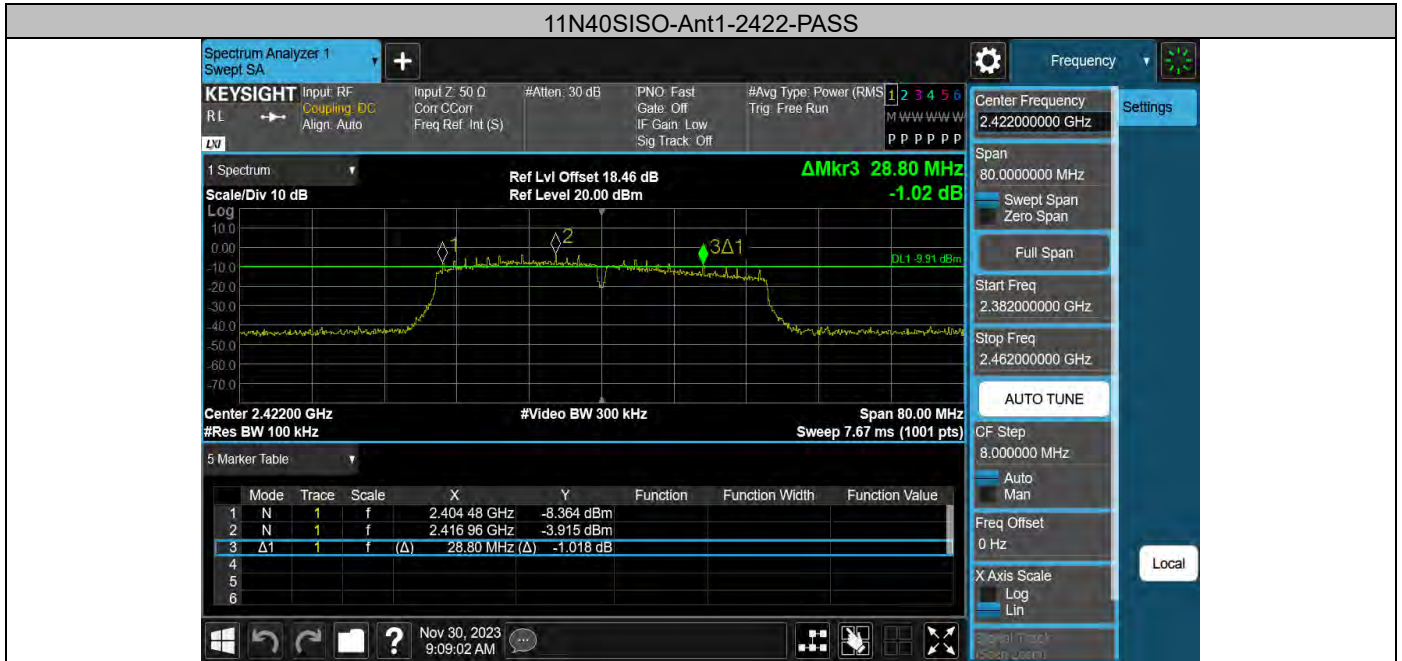 11N40SISO-Ant1-2422-PASS
Spectrum Analyzer 1
Swept SA
Frequency
KEYSIGHT
RL
LXI
Input: RF
Coupling: DC
Align: Auto
Input Z: 50 Ω
Corr CCorr
Freq Ref: Int (S)
#Atten: 30 dB
PNO: Fast
Gate: Off
IF Gain: Low
Sig Track: Off
#Avg Type: Power (RMS
Trig: Free Run
1 2 3 4 5 6
M W W W W W
P P P P P P
Center Frequency
2.422000000 GHz
Settings
Span
80.0000000 MHz
Swept Span
Zero Span
Full Span
Start Freq
2.382000000 GHz
Stop Freq
2.462000000 GHz
AUTO TUNE
CF Step
8.000000 MHz
Auto
Man
Freq Offset
0 Hz
X Axis Scale
Log
Lin
Signal Track
Local
1 Spectrum
Scale/Div 10 dB
Ref Lvl Offset 18.46 dB
Ref Level 20.00 dBm
ΔMkr3 28.80 MHz
-1.02 dB
Log
10.0
0.00
-10.0
-20.0
-30.0
-40.0
-50.0
-60.0
-70.0
1
2
3Δ1
DL1 -9.91 dBm
Center 2.42200 GHz
#Video BW 300 kHz
Span 80.00 MHz
#Res BW 100 kHz
Sweep 7.67 ms (1001 pts)
5 Marker Table
Mode Trace Scale X Y Function Function Width Function Value
1 N 1 f 2.404 48 GHz -8.364 dBm
2 N 1 f 2.416 96 GHz -3.915 dBm
3 Δ1 1 f (Δ) 28.80 MHz (Δ) -1.018 dB
4
5
6
?
Nov 30, 2023
9:09:02 AM